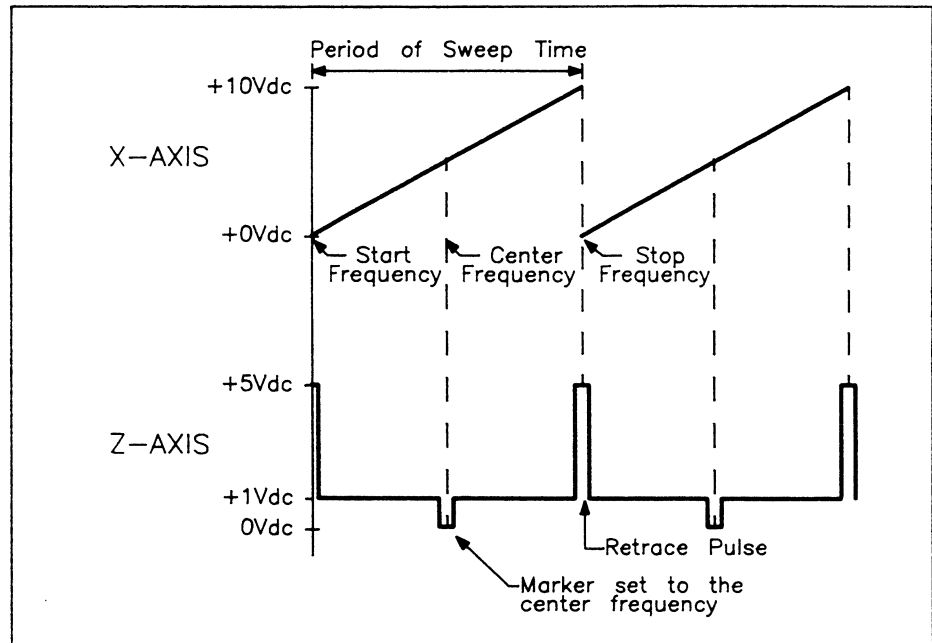 Period of Sweep Time
+10Vdc
X-AXIS
+0Vdc
Start
Frequency
Center
Frequency
Stop
Frequency
+5Vdc
Z-AXIS
+1Vdc
0Vdc
Retrace Pulse
Marker set to the
center frequency